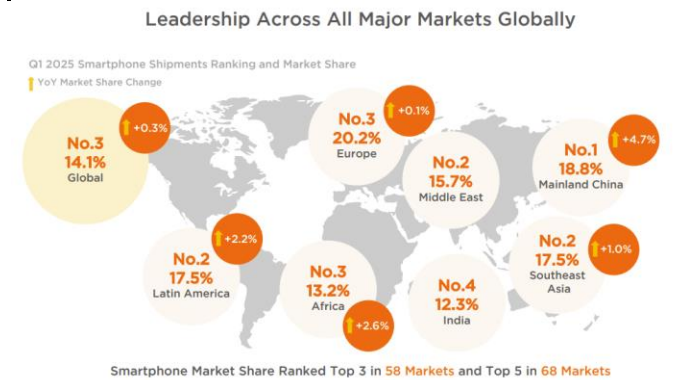 Leadership Across All Major Markets Globally
Q1 2025 Smartphone Shipments Ranking and Market Share
YoY Market Share Change
No.3
14.1%
Global
+0.3%
No.3
20.2%
Europe
+0.1%
No.2
15.7%
Middle East
No.1
18.8%
Mainland China
+4.7%
No.2
17.5%
Latin America
+2.2%
No.3
13.2%
Africa
+2.6%
No.4
12.3%
India
No.2
17.5%
Southeast
Asia
+1.0%
Smartphone Market Share Ranked Top 3 in 58 Markets and Top 5 in 68 Markets